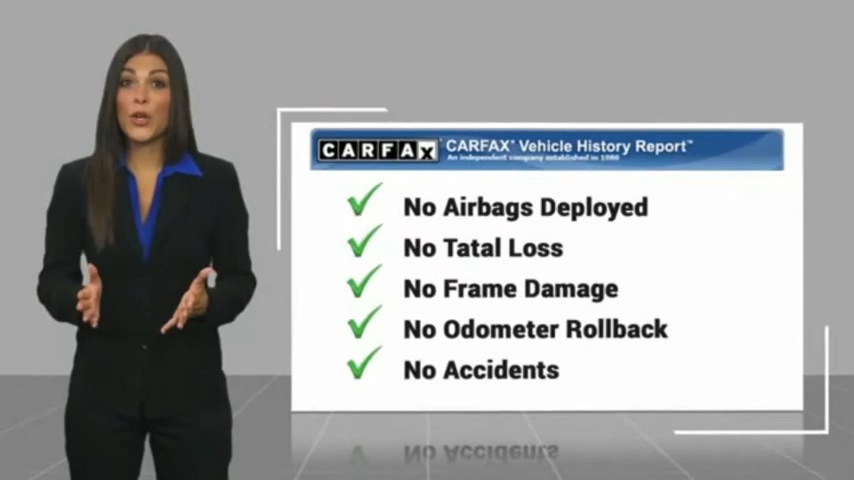 CARFAX CARFAX® Vehicle History Report™
An independent company established in 1986
No Airbags Deployed
No Tatal Loss
No Frame Damage
No Odometer Rollback
No Accidents
No Accidents